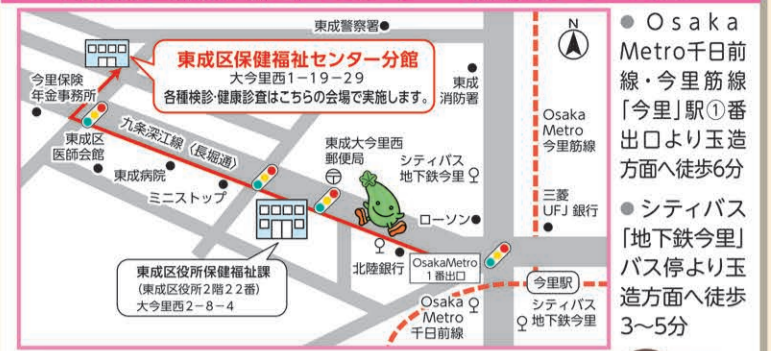 東成警察署
N
東成区保健福祉センター分館
大今里西1-19-29
各種検診・健康診査はこちらの会場で実施します。
今里保険
年金事務所
東成
消防署
東成区
医師会館
九条深江線〈長堀通〉
東成病院
ミニストップ
東成大今里西
郵便局
シティバス
地下鉄今里
Osaka
Metro
今里筋線
三菱
UFJ 銀行
ローソン
北陸銀行
OsakaMetro
1番出口
東成区役所保健福祉課
(東成区役所2階22番)
大今里西2-8-4
今里駅
Osaka
Metro
千日前線
シティバス
地下鉄今里
● Osaka
Metro千日前
線・今里筋線
「今里」駅①番
出口より玉造
方面へ徒歩6分
● シティバス
「地下鉄今里」
バス停より玉
造方面へ徒歩
3〜5分